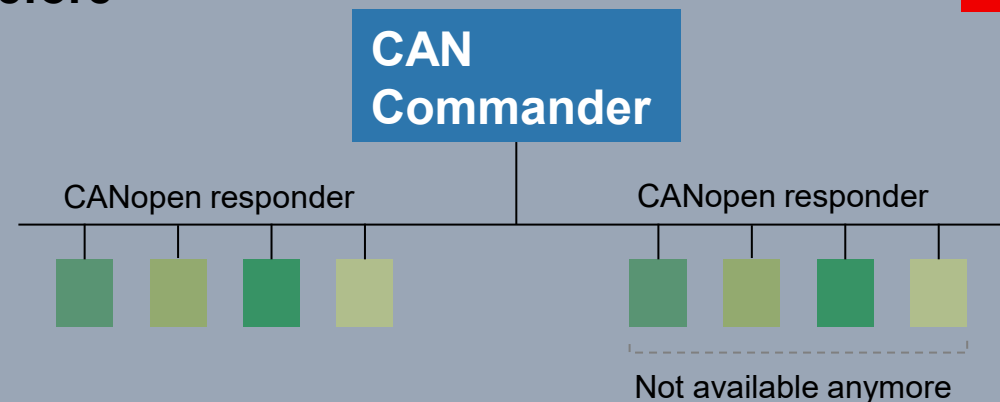 CAN
Commander
CANopen responder
CANopen responder
Not available anymore